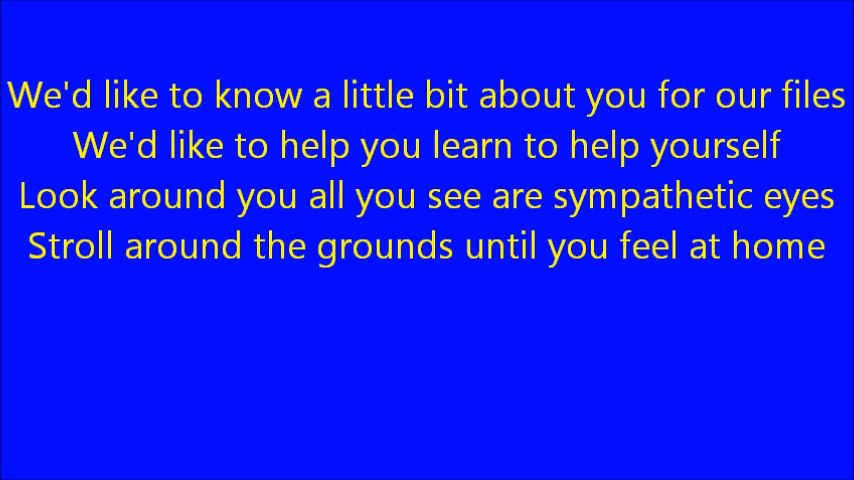 We'd like to know a little bit about you for our files
We'd like to help you learn to help yourself
Look around you all you see are sympathetic eyes
Stroll around the grounds until you feel at home